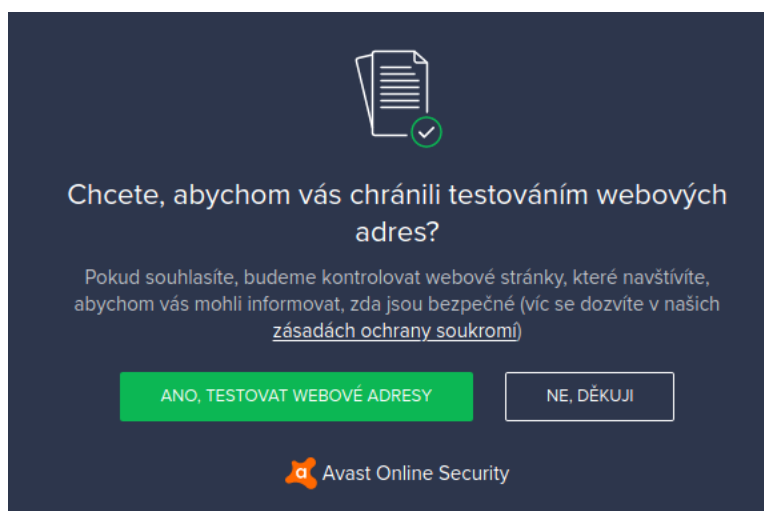 Chcete, abychom vás chránili testováním webových
adres?
Pokud souhlasíte, budeme kontrolovat webové stránky, které navštívíte,
abychom vás mohli informovat, zda jsou bezpečné (víc se dozvíte v našich
zásadách ochrany soukromí)
ANO, TESTOVAT WEBOVÉ ADRESY
NE, DĚKUJI
Avast Online Security